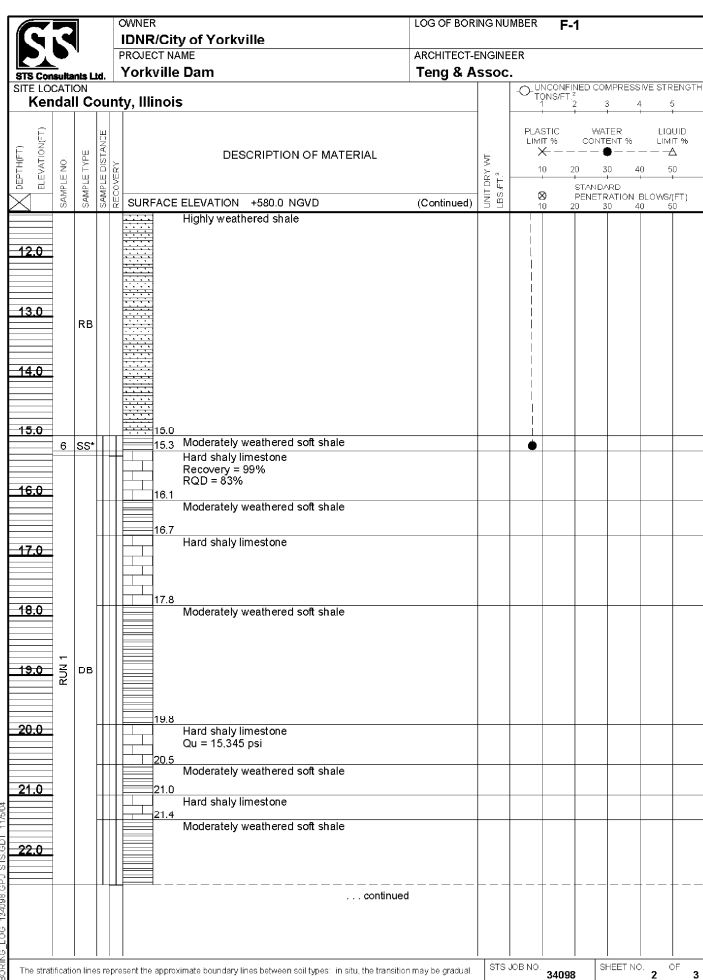 STS
STS Consultants Ltd.
OWNER
IDNR/City of Yorkville
LOG OF BORING NUMBER F-1
PROJECT NAME
Yorkville Dam
ARCHITECT-ENGINEER
Teng & Assoc.
SITE LOCATION
Kendall County, Illinois
UNCONFINED COMPRESSIVE STRENGTH
TONS/FT.2
1 2 3 4 5
PLASTIC LIMIT %
WATER CONTENT %
LIQUID LIMIT %
10 20 30 40 50
STANDARD
PENETRATION BLOWS/(FT)
10 20 30 40 50
DEPTH(FT)
ELEVATION(FT)
SAMPLE NO
SAMPLE TYPE
SAMPLE DISTANCE
RECOVERY
DESCRIPTION OF MATERIAL
UNIT DRY WT
LBS./FT.3
SURFACE ELEVATION +580.0 NGVD (Continued)
Highly weathered shale
12.0
13.0
RB
14.0
15.0 15.0
6 SS* 15.3 Moderately weathered soft shale
Hard shaly limestone
Recovery = 99%
RQD = 83%
16.0 16.1
Moderately weathered soft shale
16.7
17.0 Hard shaly limestone
17.8
18.0 Moderately weathered soft shale
19.0 RUN 1 DB
19.8
20.0 Hard shaly limestone
Qu = 15,345 psi
20.5
Moderately weathered soft shale
21.0 21.0
Hard shaly limestone
21.4
Moderately weathered soft shale
22.0
. . . continued
BORING_LOG 134098.GPJ STS.GDT 11/5/04
The stratification lines represent the approximate boundary lines between soil types: in situ, the transition may be gradual.
STS JOB NO. 34098
SHEET NO. 2 OF 3